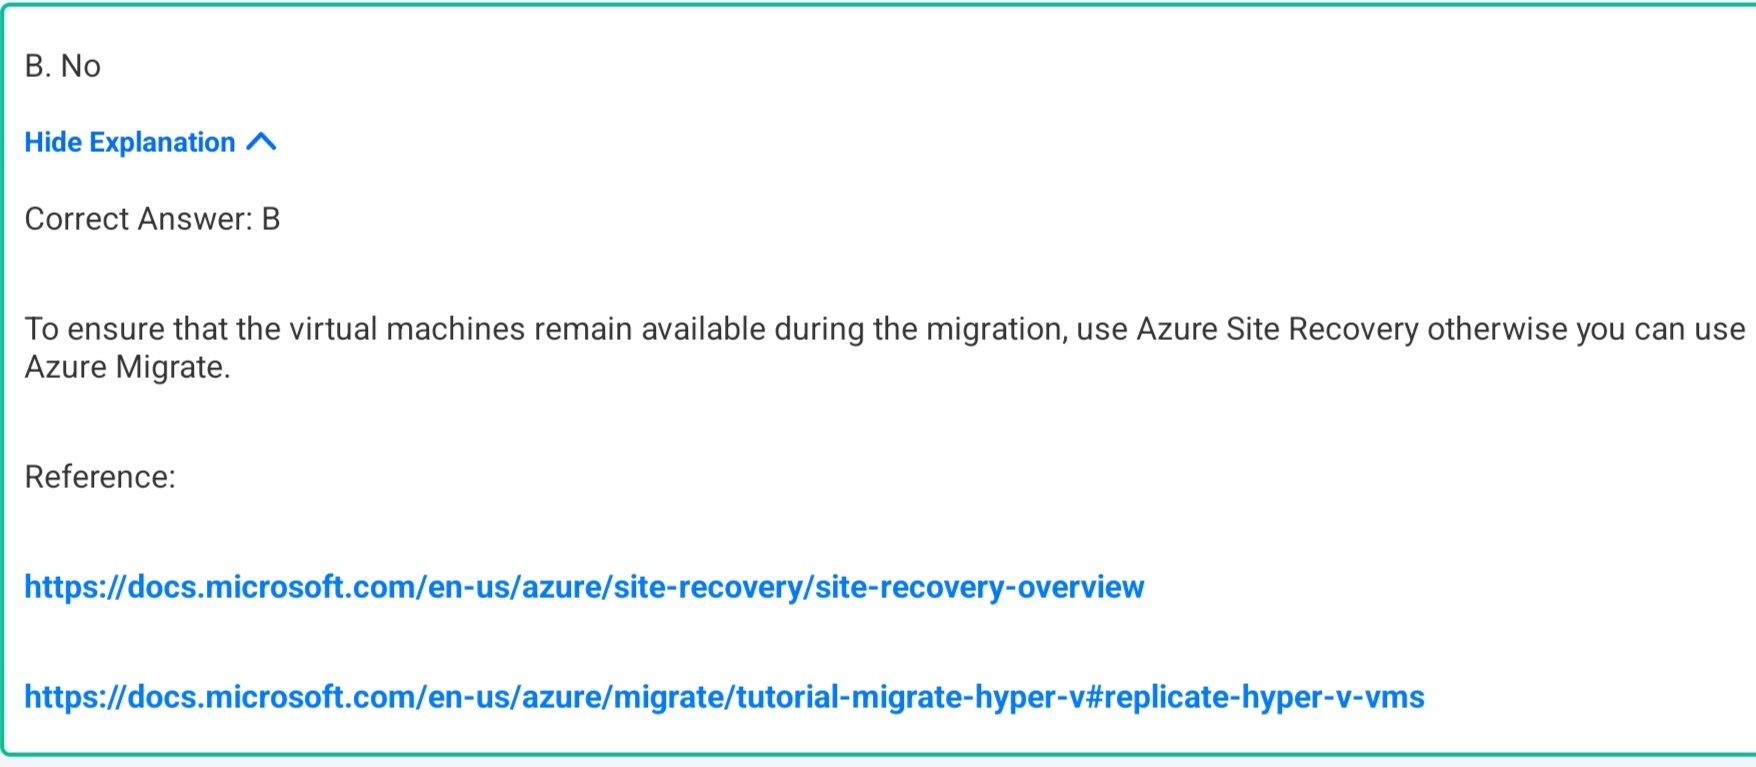 B. No
Hide Explanation
Correct Answer: B
To ensure that the virtual machines remain available during the migration, use Azure Site Recovery otherwise you can use
Azure Migrate.
Reference:
https://docs.microsoft.com/en-us/azure/site-recovery/site-recovery-overview
https://docs.microsoft.com/en-us/azure/migrate/tutorial-migrate-hyper-v#replicate-hyper-v-vms